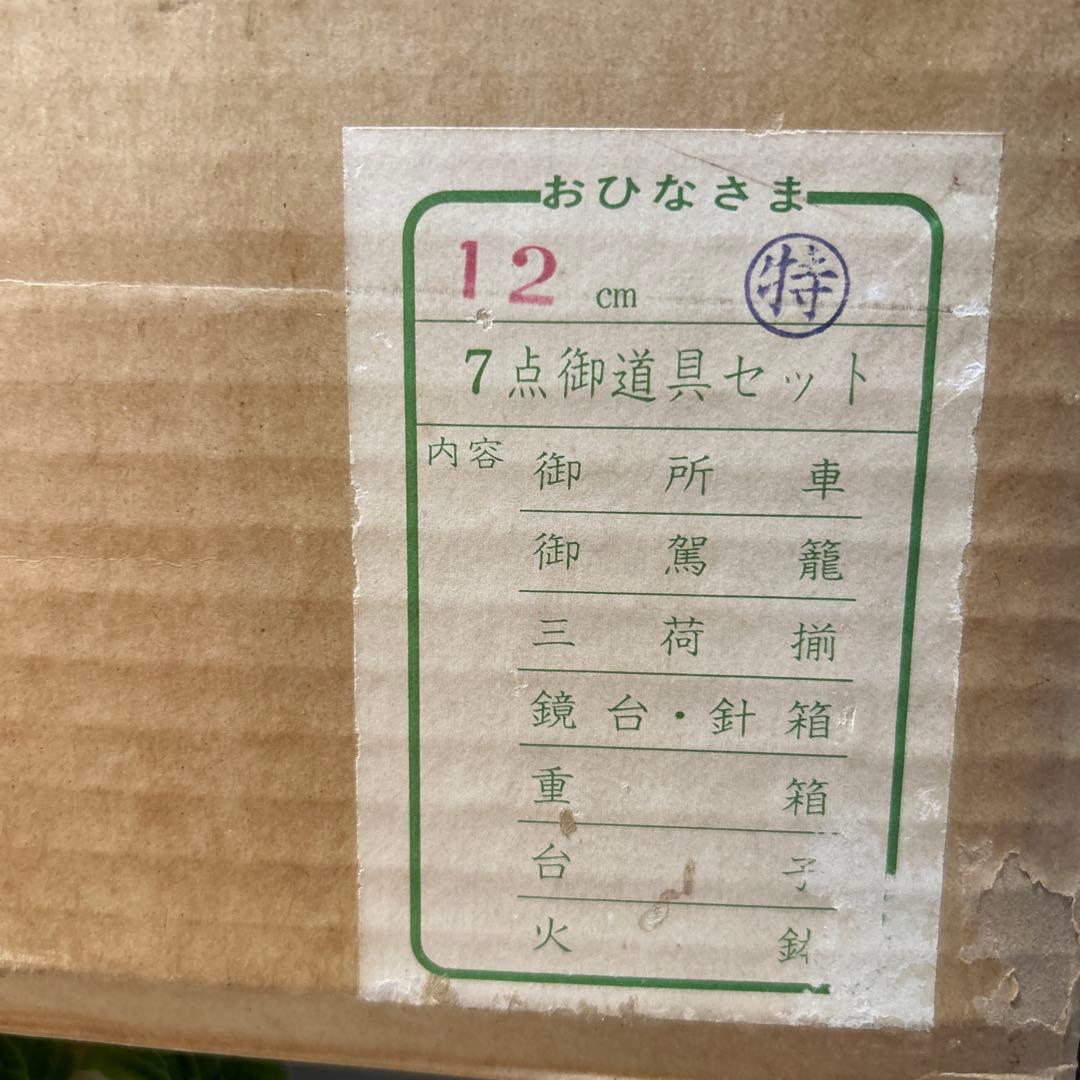 おひなさま
12 cm 特
7点御道具セット
内容 御所車
御駕籠
三荷揃
鏡台・針箱
重箱
台子
火鉢